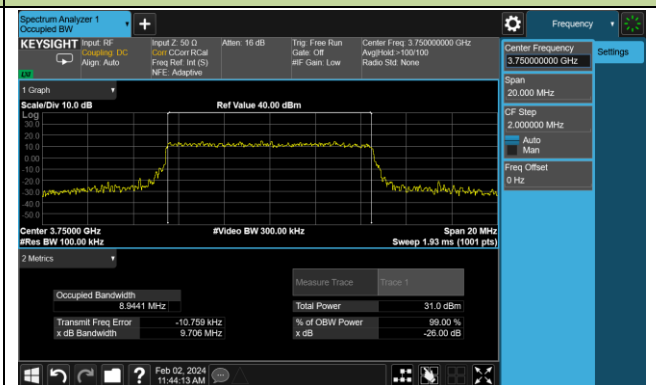 Spectrum Analyzer 1
Occupied BW
Frequency
KEYSIGHT
Input: RF
Coupling: DC
Align: Auto
Input Z: 50 Ω
Corr CCorr RCal
Freq Ref: Int (S)
NFE: Adaptive
Atten: 16 dB
Trig: Free Run
Gate: Off
#IF Gain: Low
Center Freq: 3.750000000 GHz
Avg|Hold:>100/100
Radio Std: None
Center Frequency
3.750000000 GHz
Settings
Span
20.000 MHz
CF Step
2.000000 MHz
Auto
Man
Freq Offset
0 Hz
1 Graph
Scale/Div 10.0 dB
Ref Value 40.00 dBm
Log
30.0
20.0
10.0
0.00
-10.0
-20.0
-30.0
-40.0
-50.0
Center 3.75000 GHz
#Video BW 300.00 kHz
Span 20 MHz
#Res BW 100.00 kHz
Sweep 1.93 ms (1001 pts)
2 Metrics
Measure Trace
Trace 1
Occupied Bandwidth
8.9441 MHz
Total Power
31.0 dBm
Transmit Freq Error
-10.759 kHz
% of OBW Power
99.00 %
x dB Bandwidth
9.706 MHz
x dB
-26.00 dB
Feb 02, 2024
11:44:13 AM